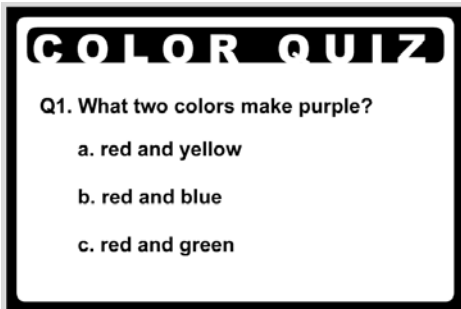 COLOR QUIZ
Q1. What two colors make purple?
a. red and yellow
b. red and blue
c. red and green